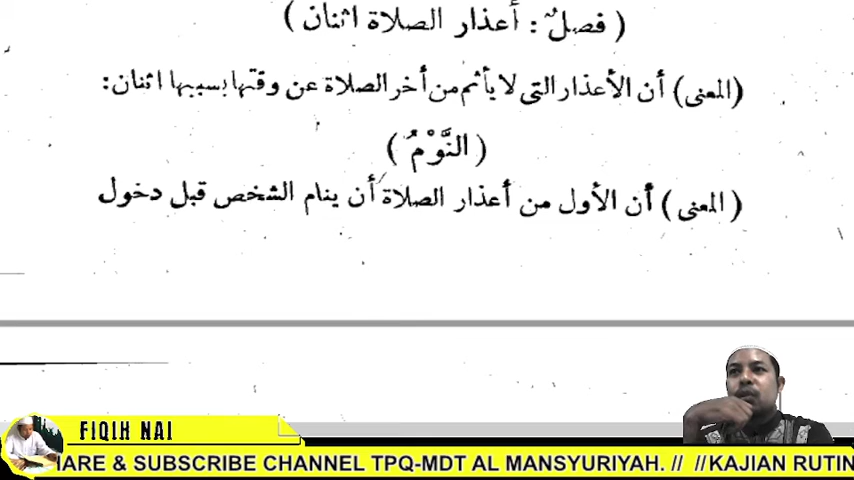 ( فصلٌ : أعذار الصلاة اثنان )
(المعنى) أن الأعذار التى لا يأثم من أخر الصلاة عن وقتها بسببها اثنان :
( النَّوْمُ )
( المعنى ) أن الأول من أعذار الصلاة أن ينام الشخص قبل دخول
FIQIH NAI
HARE & SUBSCRIBE CHANNEL TPQ-MDT AL MANSYURIYAH. // //KAJIAN RUTIN